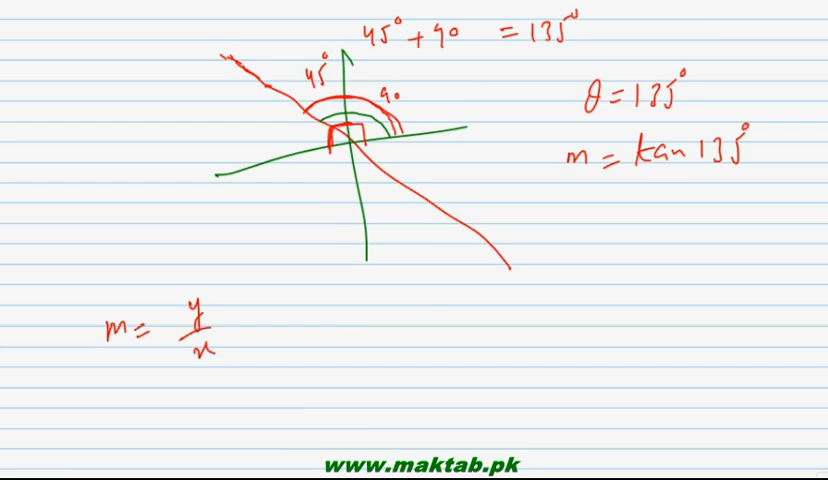 45° + 90 = 135°
45°
90
θ = 135°
m = tan 135°
m = y/x
www.maktab.pk